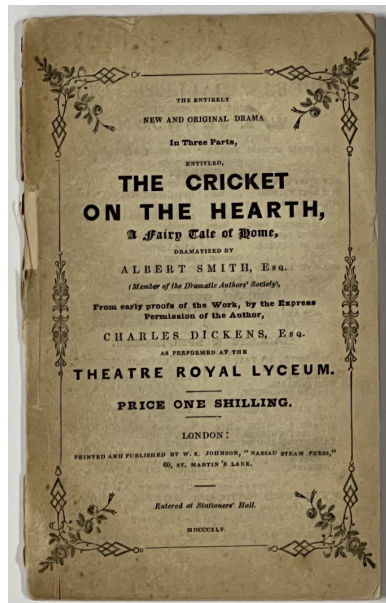 THE ENTIRELY
NEW AND ORIGINAL DRAMA
In Three Parts,
ENTITLED,
THE CRICKET
ON THE HEARTH,
A Fairy Tale of Home,
DRAMATIZED BY
ALBERT SMITH, Esq.
(Member of the Dramatic Authors' Society),
From early proofs of the Work, by the Express
Permission of the Author,
CHARLES DICKENS, Esq.
AS PERFORMED AT THE
THEATRE ROYAL LYCEUM.
PRICE ONE SHILLING.
LONDON:
PRINTED AND PUBLISHED BY W. S. JOHNSON, "NASSAU STEAM PRESS,"
60, ST. MARTIN'S LANE.
Entered at Stationers' Hall.
MDCCCXLV.